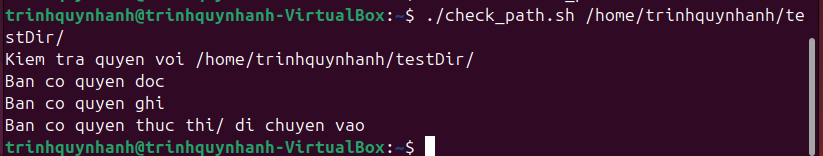 trinhquynhanh@trinhquynhanh-VirtualBox:~$ ./check_path.sh /home/trinhquynhanh/te
stDir/
Kiem tra quyen voi /home/trinhquynhanh/testDir/
Ban co quyen doc
Ban co quyen ghi
Ban co quyen thuc thi/ di chuyen vao
trinhquynhanh@trinhquynhanh-VirtualBox:~$